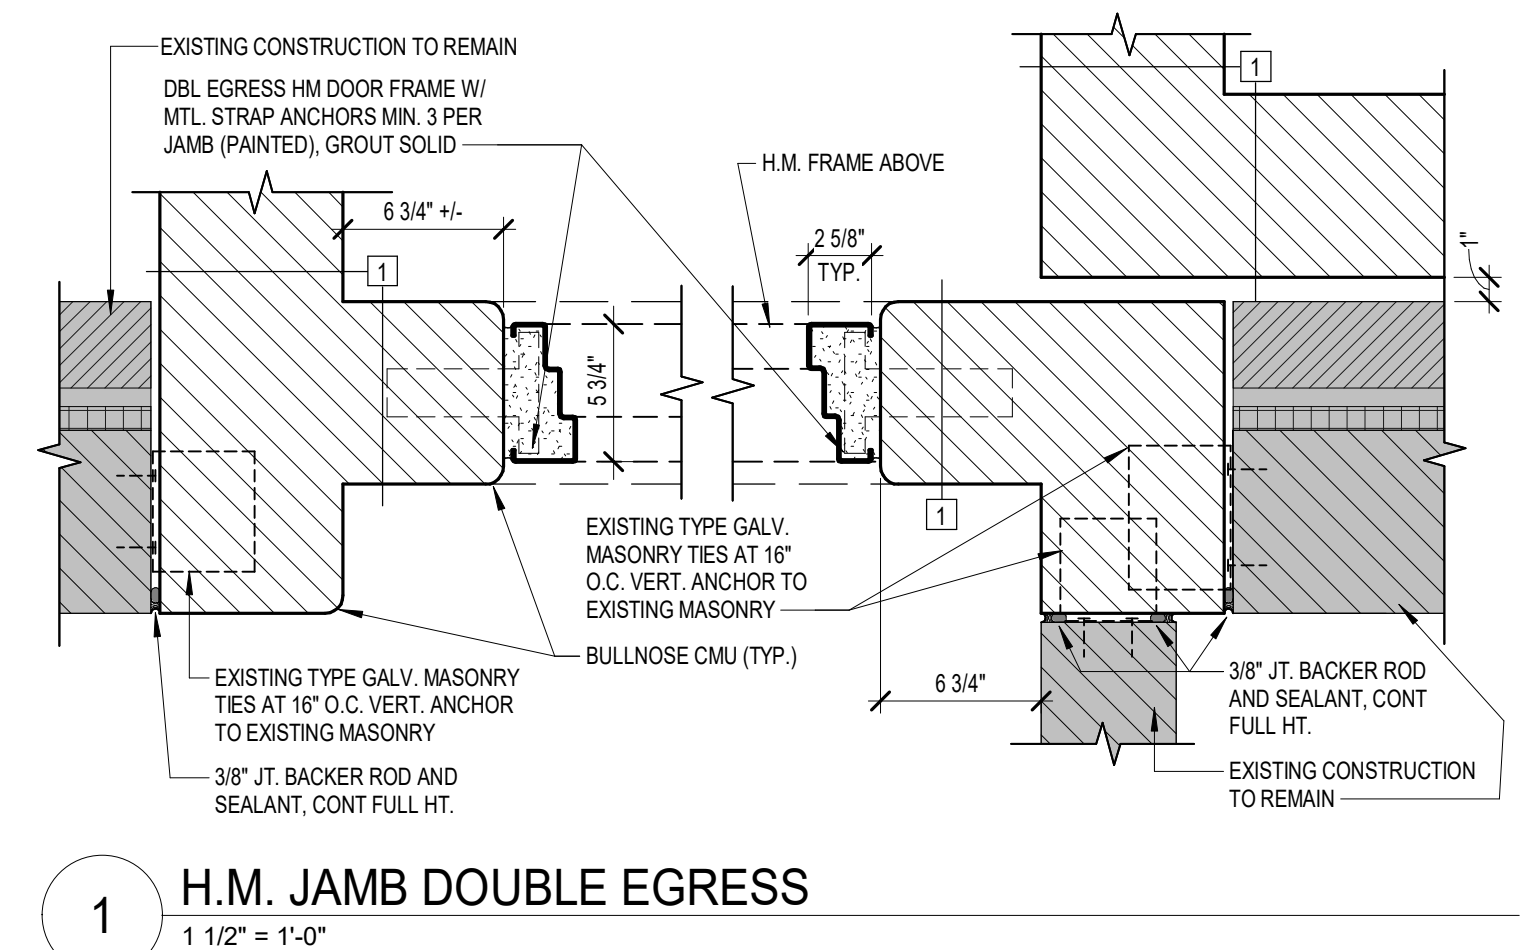 EXISTING CONSTRUCTION TO REMAIN
DBL EGRESS HM DOOR FRAME W/
MTL. STRAP ANCHORS MIN. 3 PER
JAMB (PAINTED), GROUT SOLID
H.M. FRAME ABOVE
6 3/4" +/-
2 5/8"
TYP.
1
1
1"
5 3/4"
1
EXISTING TYPE GALV.
MASONRY TIES AT 16"
O.C. VERT. ANCHOR TO
EXISTING MASONRY
BULLNOSE CMU (TYP.)
6 3/4"
EXISTING TYPE GALV. MASONRY
TIES AT 16" O.C. VERT. ANCHOR
TO EXISTING MASONRY
3/8" JT. BACKER ROD AND
SEALANT, CONT FULL HT.
3/8" JT. BACKER ROD
AND SEALANT, CONT
FULL HT.
EXISTING CONSTRUCTION
TO REMAIN
1
H.M. JAMB DOUBLE EGRESS
1 1/2" = 1'-0"